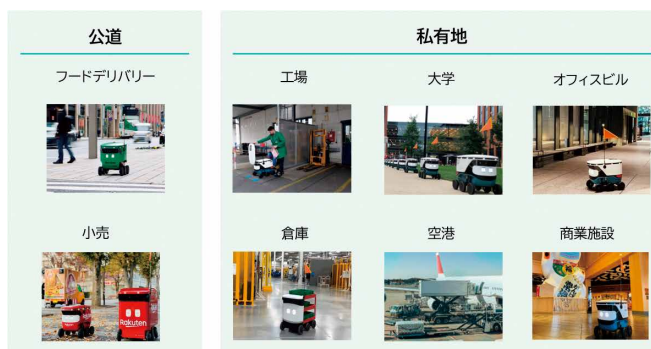 公道
私有地
フードデリバリー
工場
大学
オフィスビル
小売
倉庫
空港
商業施設
Rakuten